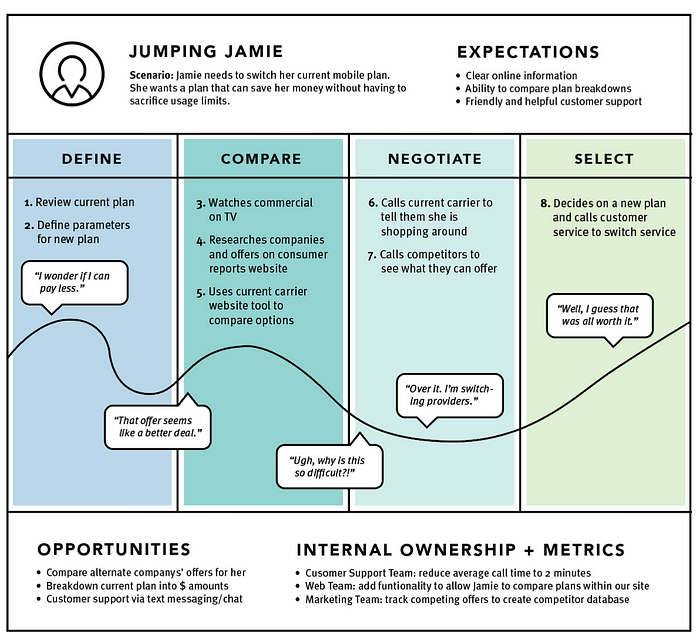 JUMPING JAMIE
Scenario: Jamie needs to switch her current mobile plan.
She wants a plan that can save her money without having to
sacrifice usage limits.
EXPECTATIONS
• Clear online information
• Ability to compare plan breakdowns
• Friendly and helpful customer support
DEFINE
COMPARE
NEGOTIATE
SELECT
1. Review current plan
2. Define parameters
for new plan
3. Watches commercial
on TV
4. Researches companies
and offers on consumer
reports website
5. Uses current carrier
website tool to
compare options
6. Calls current carrier to
tell them she is
shopping around
7. Calls competitors to
see what they can offer
8. Decides on a new plan
and calls customer
service to switch service
“I wonder if I can
pay less.”
“That offer seems
like a better deal.”
“Ugh, why is this
so difficult?!”
“Over it. I’m switch-
ing providers.”
“Well, I guess that
was all worth it.”
OPPORTUNITIES
• Compare alternate companys’ offers for her
• Breakdown current plan into $ amounts
• Customer support via text messaging/chat
INTERNAL OWNERSHIP + METRICS
• Cusomer Support Team: reduce average call time to 2 minutes
• Web Team: add funtionality to allow Jamie to compare plans within our site
• Marketing Team: track competing offers to create competitor database